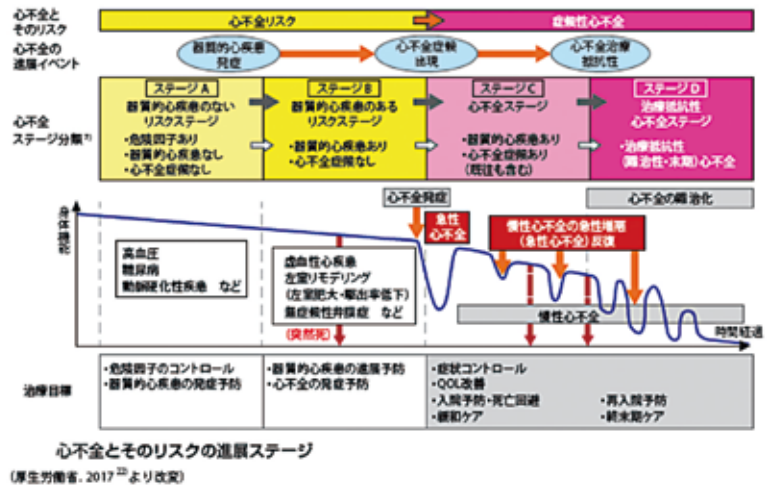 心不全と
そのリスク
心不全リスク
症候性心不全
心不全の
進展イベント
器質的心疾患
発症
心不全症候
出現
心不全治療
抵抗性
心不全
ステージ分類
ステージA
器質的心疾患のない
リスクステージ
・危険因子あり
・器質的心疾患なし
・心不全症候なし
ステージB
器質的心疾患のある
リスクステージ
・器質的心疾患あり
・心不全症候なし
ステージC
心不全ステージ
・器質的心疾患あり
・心不全症候あり
(既往も含む)
ステージD
治療抵抗性
心不全ステージ
・治療抵抗性
(難治性・末期)心不全
身体機能
心不全発症
心不全の難治化
急性
心不全
慢性心不全の急性増悪
(急性心不全)反復
高血圧
糖尿病
動脈硬化性疾患 など
虚血性心疾患
左室リモデリング
(左室肥大・駆出率低下)
無症候性弁膜症 など
(突然死)
慢性心不全
時間経過
治療目標
・危険因子のコントロール
・器質的心疾患の発症予防
・器質的心疾患の進展予防
・心不全の発症予防
・症状コントロール
・QOL改善
・入院予防・死亡回避
・緩和ケア
・再入院予防
・終末期ケア
心不全とそのリスクの進展ステージ
(厚生労働省. 2017 22)より改変)